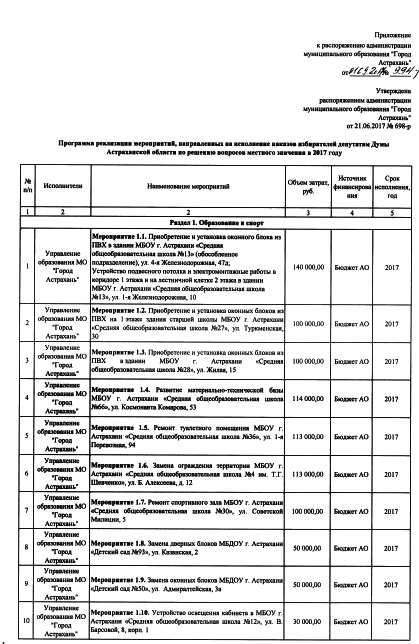 Приложение
к распоряжению администрации
муниципального образования "Город
Астрахань"
от
Утверждена
распоряжением администрации
муниципального образования "Город
Астрахань"
от 21.06.2017 № 698-р
Программа реализации мероприятий, направленных на исполнение наказов избирателей депутатам Думы
Астраханской области по решению вопросов местного значения в 2017 году
№ п/п
Исполнители
Наименование мероприятий
Объем затрат, руб.
Источник финансирования
Срок исполнения, год
1 2 2 3 4 5
Раздел 1. Образование и спорт
1
Управление образования МО "Город Астрахань"
Мероприятие 1.1. Приобретение и установка оконного блока из
ПВХ в здании МБОУ г. Астрахани «Средняя
общеобразовательная школа №13» (обособленное
подразделение), ул. 4-я Железнодорожная, 47д;
Устройство подвесного потолка и электромонтажные работы в
коридоре 1 этажа и на лестничной клетке 2 этажа в здании
МБОУ г. Астрахани «Средняя общеобразовательная школа
№13», ул. 1-я Железнодорожная, 10
140 000,00 Бюджет АО 2017
2
Управление образования МО "Город Астрахань"
Мероприятие 1.2. Приобретение и установка оконных блоков из
ПВХ на 1 этаже старшей школы МБОУ г. Астрахани
«Средняя общеобразовательная школа №27», ул. Туркменская,
30
100 000,00 Бюджет АО 2017
3
Управление образования МО "Город Астрахань"
Мероприятие 1.3. Приобретение и установка оконных блоков из
ПВХ в здании МБОУ г. Астрахани «Средняя
общеобразовательная школа №28», ул. Жилая, 15
100 000,00 Бюджет АО 2017
4
Управление образования МО "Город Астрахань"
Мероприятие 1.4. Развитие материально-технической базы
МБОУ г. Астрахани «Средняя общеобразовательная школа
№66», ул. Космонавта Комарова, 53
114 000,00 Бюджет АО 2017
5
Управление образования МО "Город Астрахань"
Мероприятие 1.5. Ремонт туалетного помещения МБОУ г.
Астрахани «Средняя общеобразовательная школа №36», ул. 1-я
Перевозная, 94
113 000,00 Бюджет АО 2017
6
Управление образования МО "Город Астрахань"
Мероприятие 1.6. Замена ограждения территории МБОУ г.
Астрахани «Средняя общеобразовательная школа №4 им. Т.Г.
Шевченко», ул. Б. Алексеева, д. 12
113 000,00 Бюджет АО 2017
7
Управление образования МО "Город Астрахань"
Мероприятие 1.7. Ремонт спортивного зала МБОУ г. Астрахани
«Средняя общеобразовательная школа №30», ул. Советской
Милиции, 5
100 000,00 Бюджет АО 2017
8
Управление образования МО "Город Астрахань"
Мероприятие 1.8. Замена дверных блоков МБДОУ г. Астрахани
«Детский сад №93», ул. Казанская, 2
50 000,00 Бюджет АО 2017
9
Управление образования МО "Город Астрахань"
Мероприятие 1.9. Замена оконных блоков МБДОУ г. Астрахани
«Детский сад №50», ул. Адмиралтейская, 3а
50 000,00 Бюджет АО 2017
10
Управление образования МО "Город Астрахань"
Мероприятие 1.10. Устройство освещения кабинета в МБОУ г.
Астрахани «Средняя общеобразовательная школа №12», ул. В.
Барсовой, 8, корп. 1
30 000,00 Бюджет АО 2017